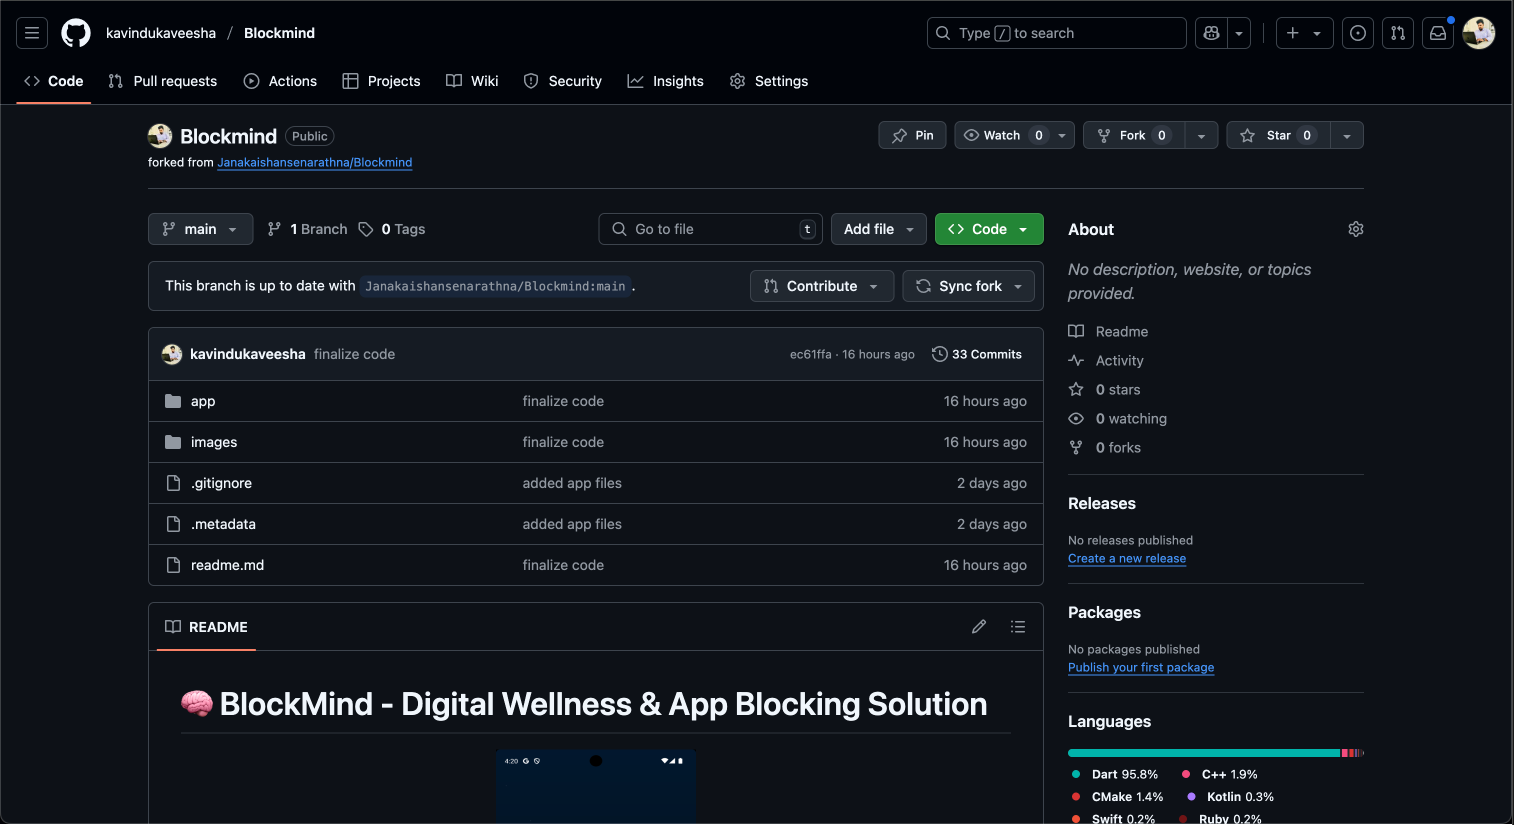 kavindukaveesha / Blockmind
Type / to search
Code Pull requests Actions Projects Wiki Security Insights Settings
Blockmind Public
Pin Watch 0 Fork 0 Star 0
forked from Janakaishansenarathna/Blockmind
main 1 Branch 0 Tags
Go to file t Add file Code
This branch is up to date with Janakaishansenarathna/Blockmind:main .
Contribute Sync fork
kavindukaveesha finalize code ec61ffa · 16 hours ago 33 Commits
app finalize code 16 hours ago
images finalize code 16 hours ago
.gitignore added app files 2 days ago
.metadata added app files 2 days ago
readme.md finalize code 16 hours ago
README
🧠 BlockMind - Digital Wellness & App Blocking Solution
4:20
About
No description, website, or topics
provided.
Readme
Activity
0 stars
0 watching
0 forks
Releases
No releases published
Create a new release
Packages
No packages published
Publish your first package
Languages
Dart 95.8% C++ 1.9%
CMake 1.4% Kotlin 0.3%
Swift 0.2% Ruby 0.2%